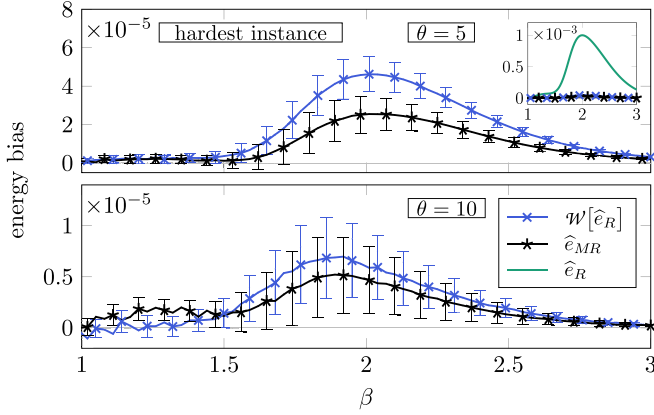 energy bias
8
×10⁻⁵
hardest instance
θ = 5
6
4
2
0
×10⁻³
1
0.5
0
1 2 3
×10⁻⁵
θ = 10
1
0.5
0
𝒲[ê_R]
ê_MR
ê_R
1 1.5 2 2.5 3
β